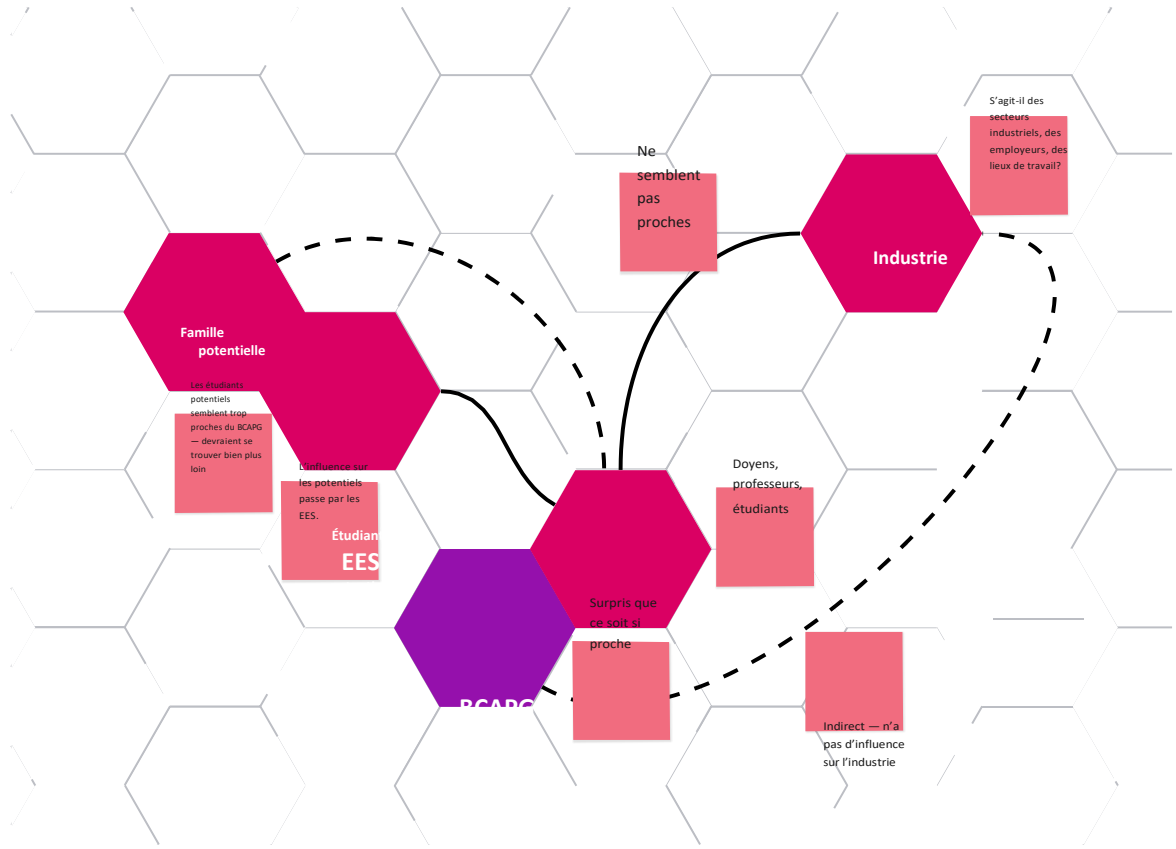 S’agit-il des
secteurs
industriels, des
employeurs, des
lieux de travail?
Ne
semblent
pas
proches
Industrie
Famille
potentielle
Les étudiants
potentiels
semblent trop
proches du BCAPG
— devraient se
trouver bien plus
loin
L’influence sur
les potentiels
passe par les
EES.
Étudian
EES
Doyens,
professeurs,
étudiants
Surpris que
ce soit si
proche
BCAPG
Indirect — n’a
pas d’influence
sur l’industrie